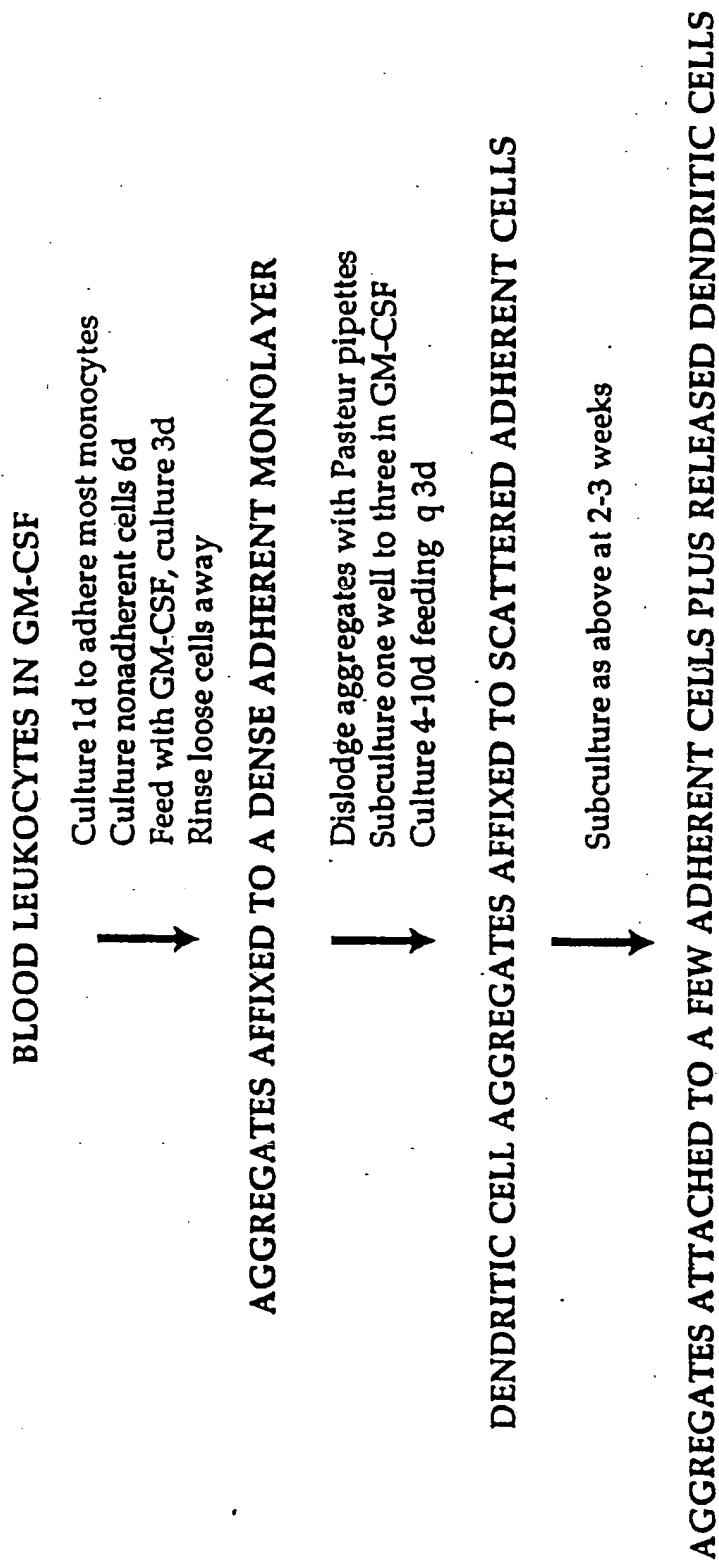 BLOOD LEUKOCYTES IN GM-CSF
Culture 1d to adhere most monocytes
Culture nonadherent cells 6d
Feed with GM-CSF, culture 3d
Rinse loose cells away
AGGREGATES AFFIXED TO A DENSE ADHERENT MONOLAYER
Dislodge aggregates with Pasteur pipettes
Subculture one well to three in GM-CSF
Culture 4-10d feeding q 3d
DENDRITIC CELL AGGREGATES AFFIXED TO SCATTERED ADHERENT CELLS
Subculture as above at 2-3 weeks
AGGREGATES ATTACHED TO A FEW ADHERENT CELLS PLUS RELEASED DENDRITIC CELLS